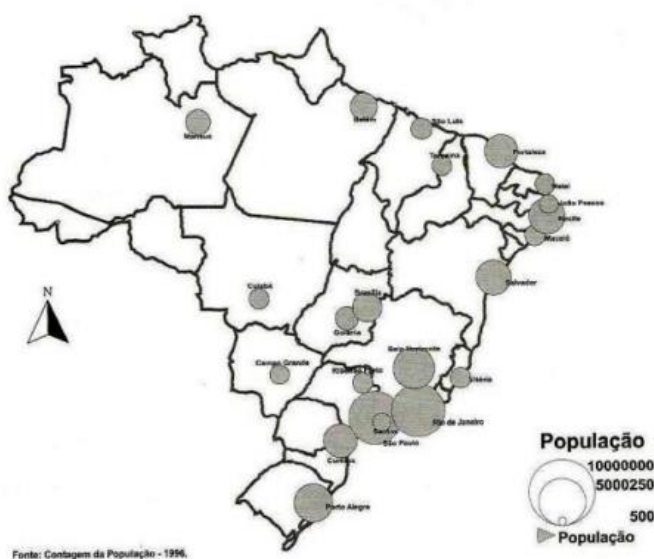 Belém
São Luis
Manaus
Teresina
Fortaleza
Natal
João Pessoa
Recife
Maceió
Salvador
Cuiabá
Brasília
Goiânia
Belo Horizonte
Campo Grande
Ribeirão Preto
Vitória
Rio de Janeiro
Santos
São Paulo
Curitiba
Porto Alegre
N
População
10000000
5000250
500
População
Fonte: Contagem da População - 1996.